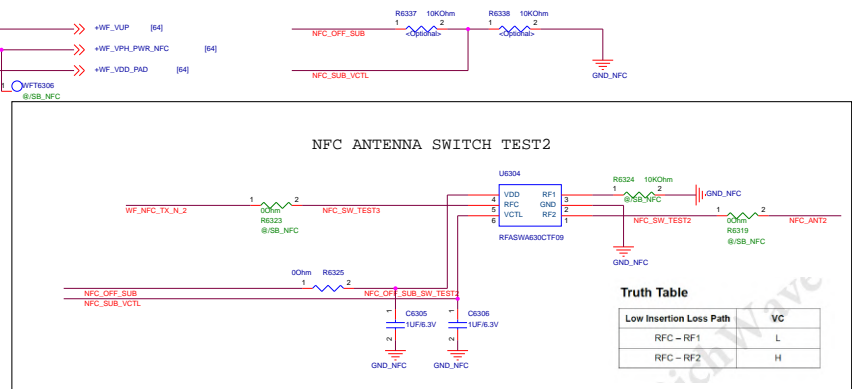 R6337 10KOhm R6338 10KOhm
1 2 1 2
+WF_VUP [64]
NFC_OFF_SUB <Optional> <Optional>
+WF_VPH_PWR_NFC [64]
+WF_VDD_PAD [64]
NFC_SUB_VCTL
GND_NFC
1 WFT6306
@/SB_NFC
NFC ANTENNA SWITCH TEST2
U6304
R6324 10KOhm
1 2
VDD RF1
4 3
GND_NFC
@/SB_NFC
RFC GND
5 2
VCTL RF2
6 1
RFASWA630CTF09
WF_NFC_TX_N_2
1 2
0Ohm
R6323
@/SB_NFC
NFC_SW_TEST3
NFC_SW_TEST2
1 2
0Ohm
R6319
@/SB_NFC
NFC_ANT2
GND_NFC
0Ohm R6325
1 2
NFC_OFF_SUB
NFC_SUB_VCTL
NFC_OFF_SUB_SW_TEST2
1 C6305
1UF/6.3V
2
GND_NFC
1 C6306
1UF/6.3V
2
GND_NFC
Truth Table
Low Insertion Loss Path VC
RFC – RF1 L
RFC – RF2 H